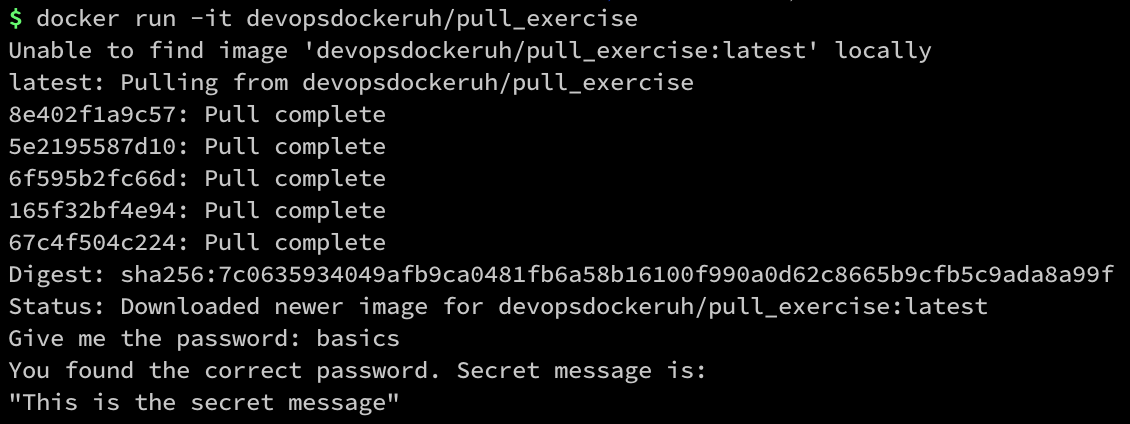 $ docker run -it devopsdockeruh/pull_exercise
Unable to find image 'devopsdockeruh/pull_exercise:latest' locally
latest: Pulling from devopsdockeruh/pull_exercise
8e402f1a9c57: Pull complete
5e2195587d10: Pull complete
6f595b2fc66d: Pull complete
165f32bf4e94: Pull complete
67c4f504c224: Pull complete
Digest: sha256:7c0635934049afb9ca0481fb6a58b16100f990a0d62c8665b9cfb5c9ada8a99f
Status: Downloaded newer image for devopsdockeruh/pull_exercise:latest
Give me the password: basics
You found the correct password. Secret message is:
"This is the secret message"